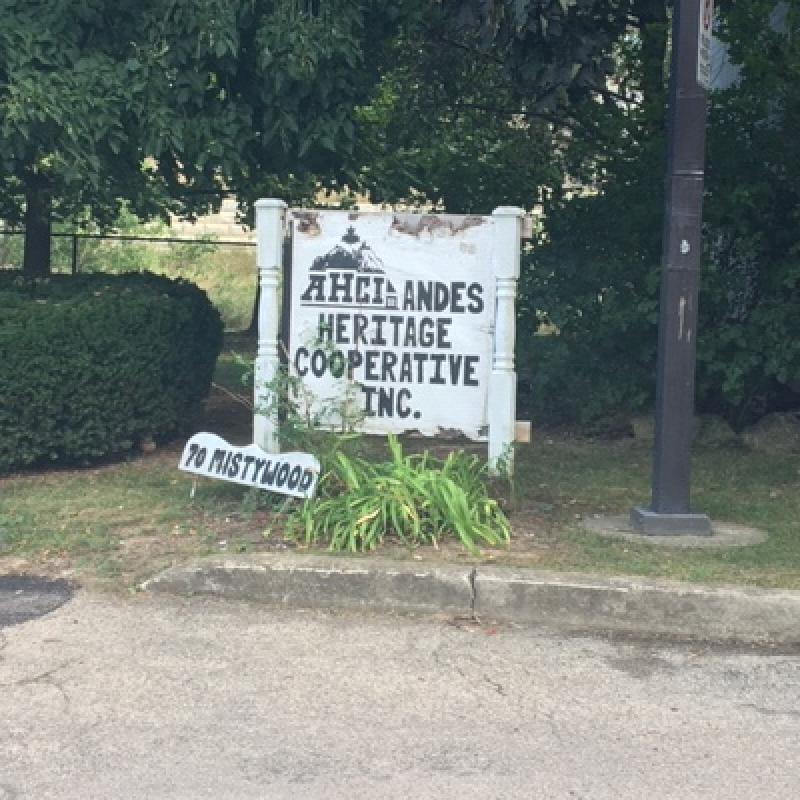 AHCI ANDES
HERITAGE
COOPERATIVE
INC.
70 MISTYWOOD